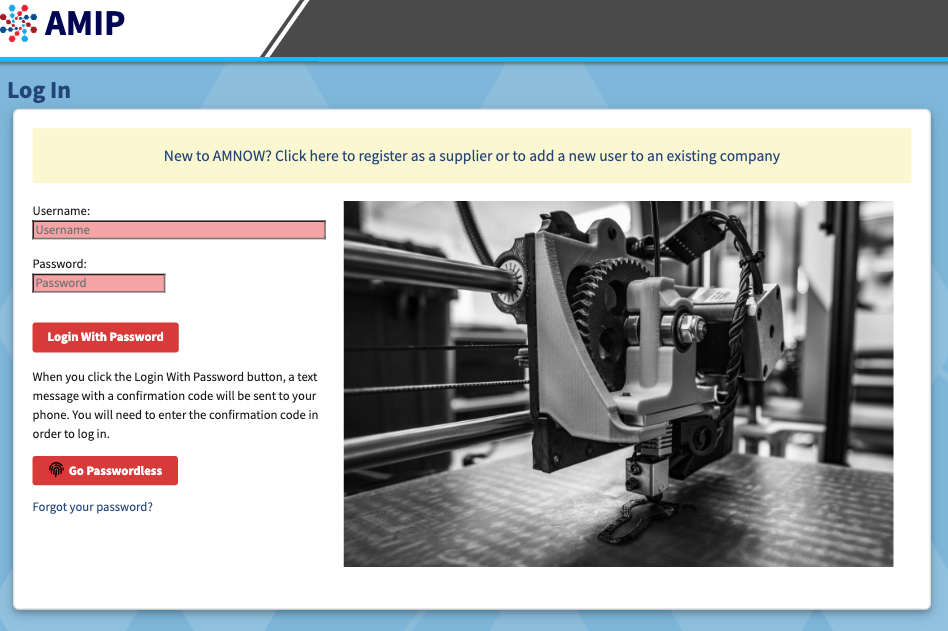 AMIP
Log In
New to AMNOW? Click here to register as a supplier or to add a new user to an existing company
Username:
Username
Password:
Password
Login With Password
When you click the Login With Password button, a text
message with a confirmation code will be sent to your
phone. You will need to enter the confirmation code in
order to log in.
Go Passwordless
Forgot your password?